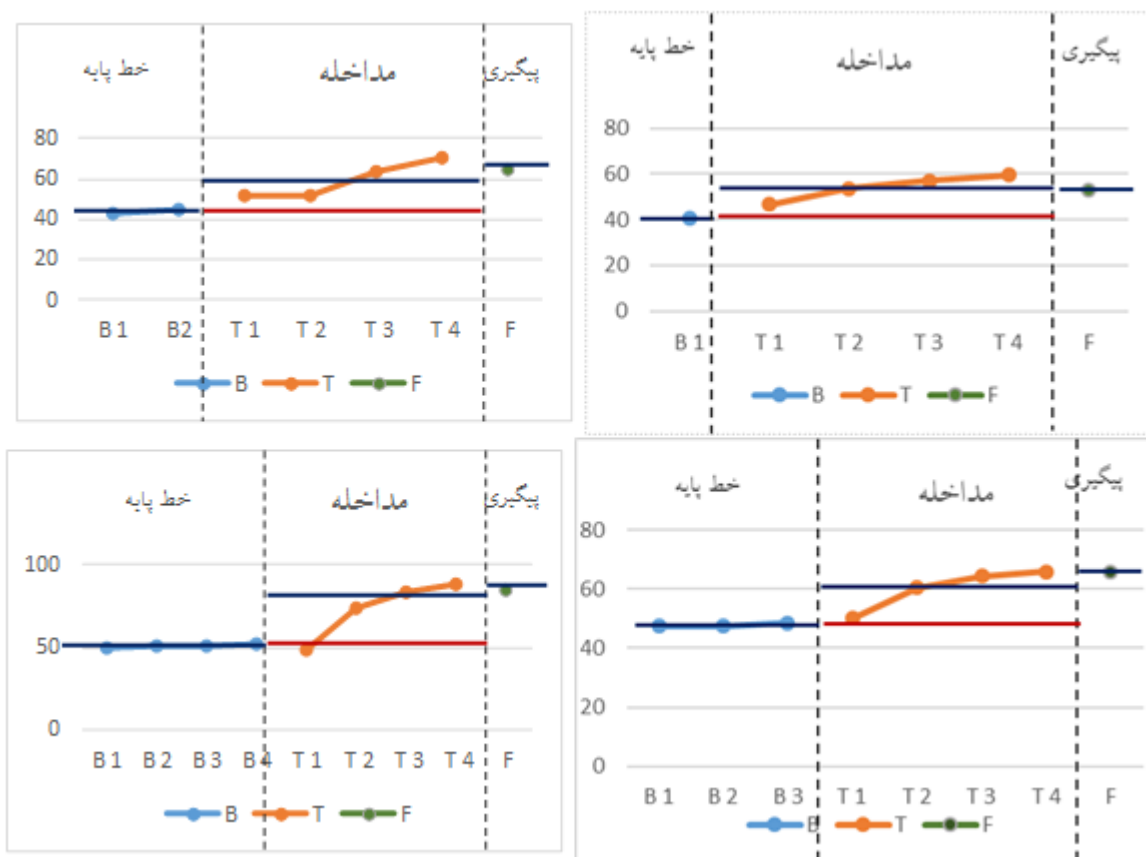 خط پایه مداخله پیگیری
80
60
40
20
0
B 1 B2 T 1 T 2 T 3 T 4 F
B T F
خط پایه مداخله پیگیری
80
60
40
20
0
B 1 T 1 T 2 T 3 T 4 F
B T F
خط پایه مداخله پیگیری
100
50
0
B 1 B 2 B 3 B 4 T 1 T 2 T 3 T 4 F
B T F
خط پایه مداخله پیگیری
80
60
40
20
0
B 1 B 2 B 3 T 1 T 2 T 3 T 4 F
B T F